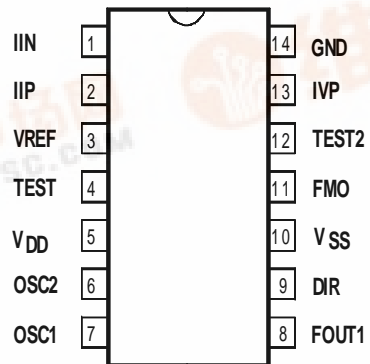 IIN 1 14 GND
IIP 2 13 IVP
VREF 3 12 TEST2
TEST 4 11 FMO
VDD 5 10 VSS
OSC2 6 9 DIR
OSC1 7 8 FOUT1